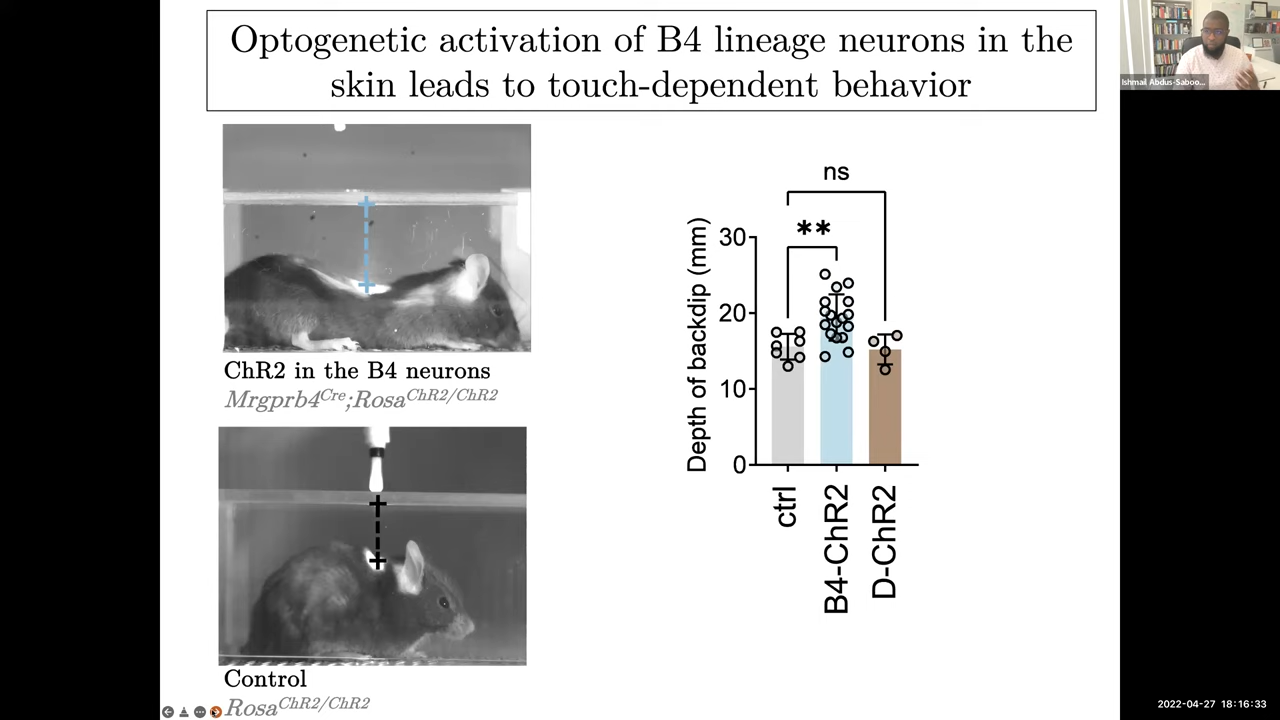 Optogenetic activation of B4 lineage neurons in the
skin leads to touch-dependent behavior
Ishmail Abdus-Saboo...
ChR2 in the B4 neurons
Mrgprb4Cre;RosaChR2/ChR2
Control
RosaChR2/ChR2
ns
**
Depth of backdip (mm)
30
20
10
0
ctrl
B4-ChR2
D-ChR2
2022-04-27 18:16:33